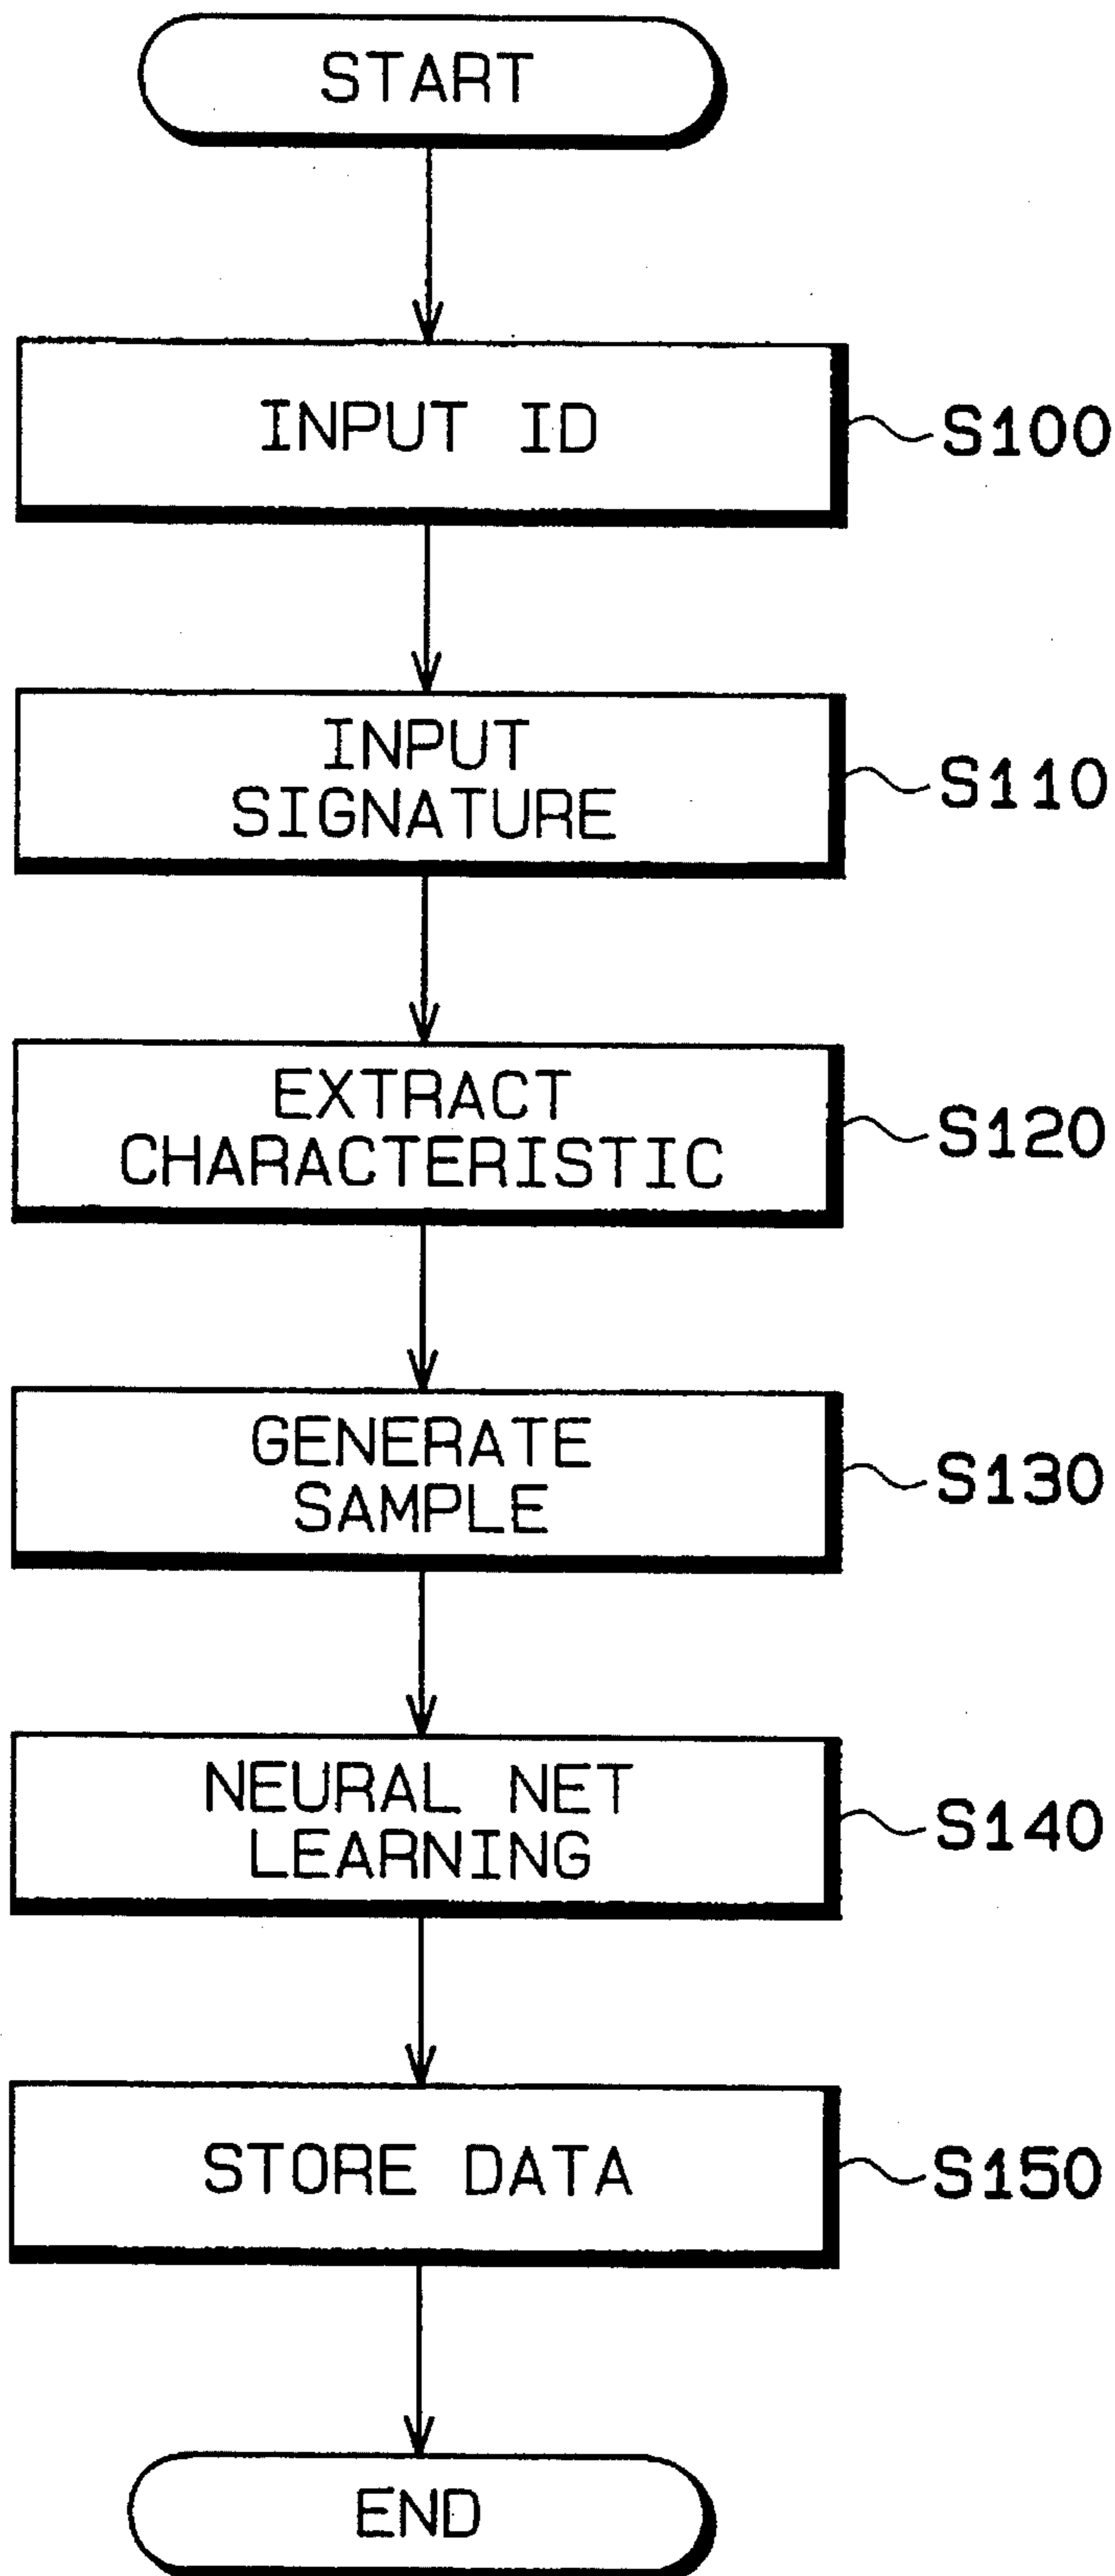 START
INPUT ID
S100
INPUT
SIGNATURE
S110
EXTRACT
CHARACTERISTIC
S120
GENERATE
SAMPLE
S130
NEURAL NET
LEARNING
S140
STORE DATA
S150
END